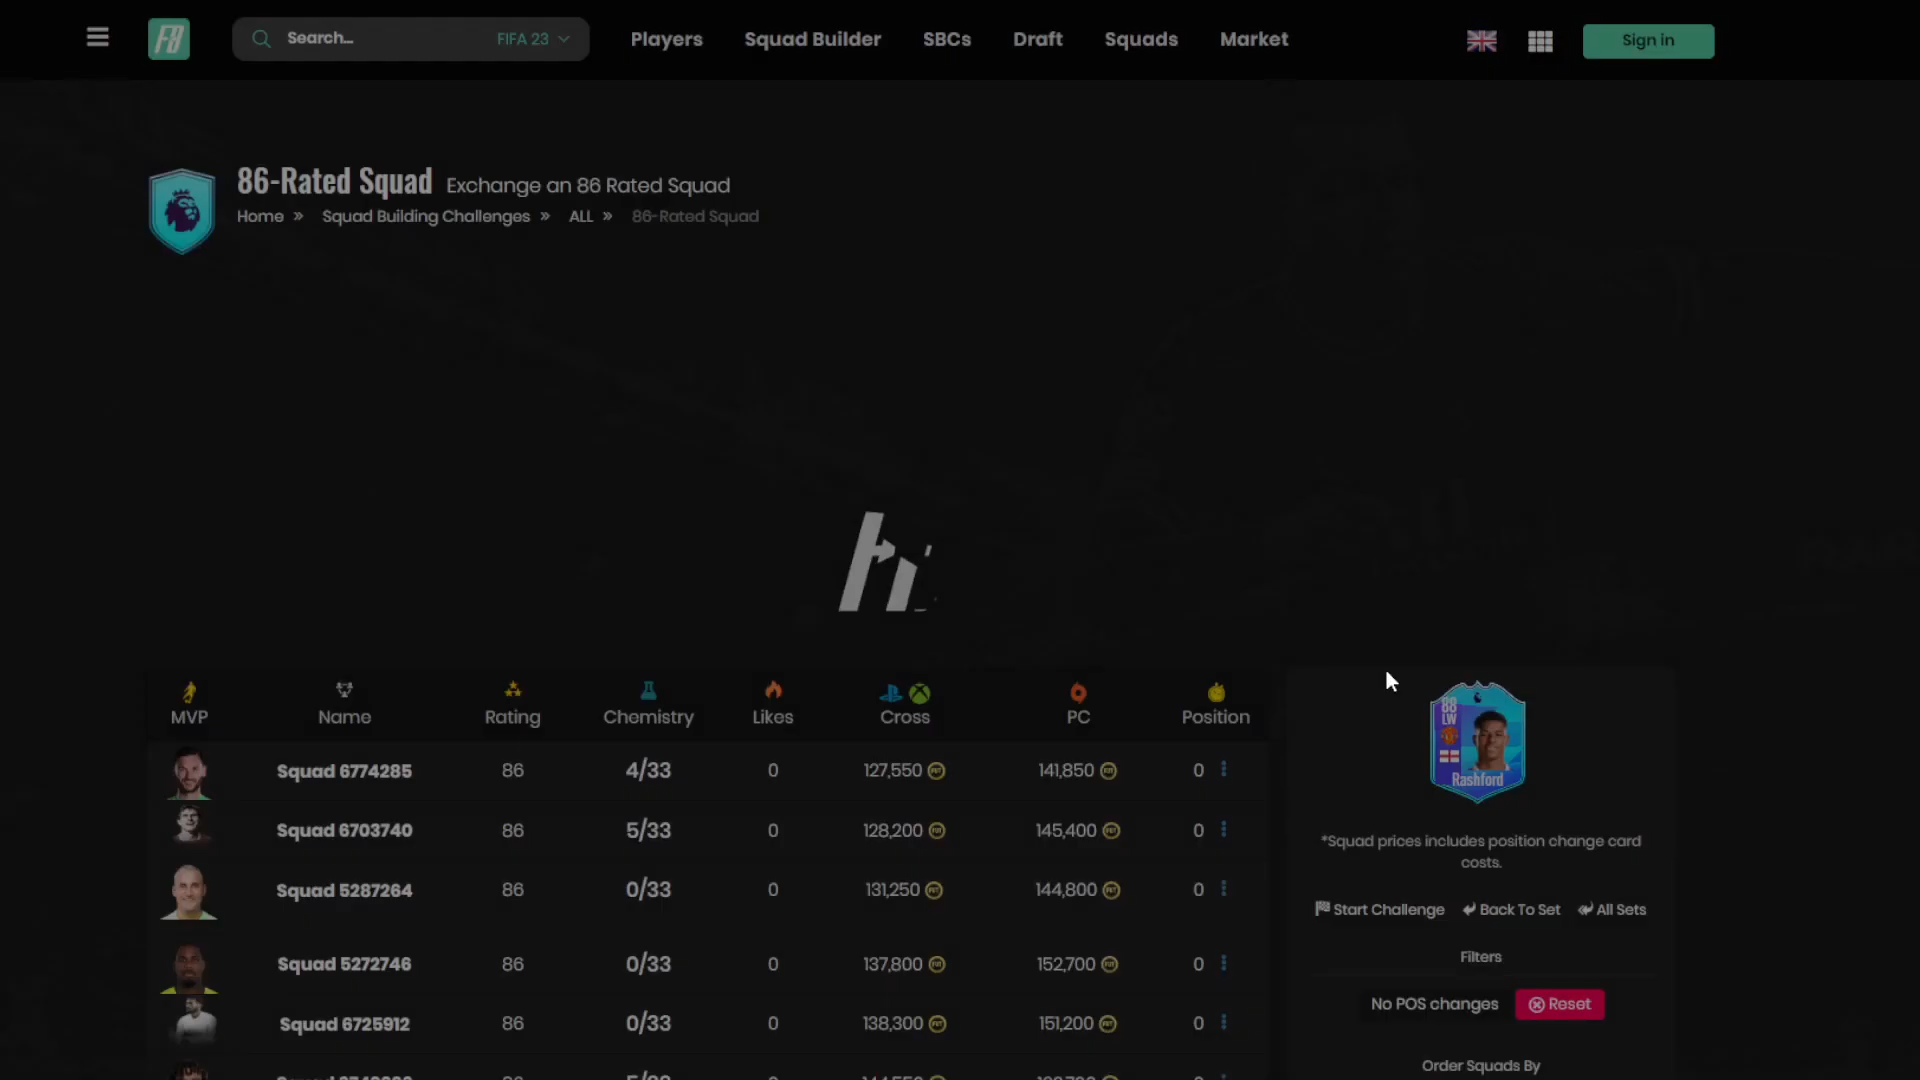 Search... FIFA 23 Players Squad Builder SBCs Draft Squads Market Sign in
86-Rated Squad Exchange an 86 Rated Squad
Home » Squad Building Challenges » ALL » 86-Rated Squad
MVP Name Rating Chemistry Likes Cross PC Position
Squad 6774285 86 4/33 0 127,550 141,850 0
Squad 6703740 86 5/33 0 128,200 145,400 0
Squad 5287264 86 0/33 0 131,250 144,800 0
Squad 5272746 86 0/33 0 137,800 152,700 0
Squad 6725912 86 0/33 0 138,300 151,200 0
88
LW
Rashford
*Squad prices includes position change card
costs.
Start Challenge Back To Set All Sets
Filters
No POS changes Reset
Order Squads By